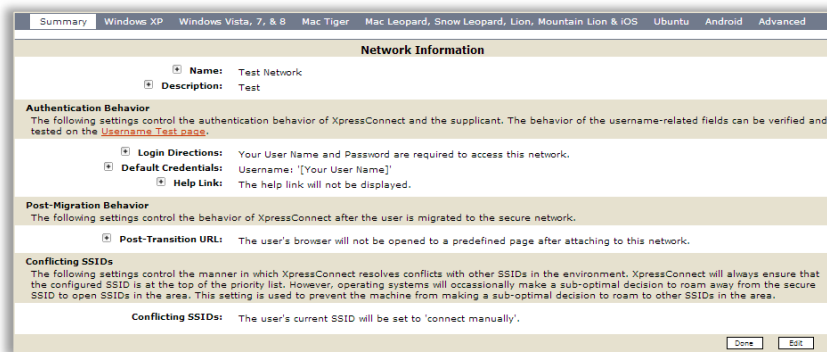 Summary Windows XP Windows Vista, 7, & 8 Mac Tiger Mac Leopard, Snow Leopard, Lion, Mountain Lion & iOS Ubuntu Android Advanced
Network Information
Name: Test Network
Description: Test
Authentication Behavior
The following settings control the authentication behavior of XpressConnect and the supplicant. The behavior of the username-related fields can be verified and
tested on the Username Test page.
Login Directions: Your User Name and Password are required to access this network.
Default Credentials: Username: '[Your User Name]'
Help Link: The help link will not be displayed.
Post-Migration Behavior
The following settings control the behavior of XpressConnect after the user is migrated to the secure network.
Post-Transition URL: The user's browser will not be opened to a predefined page after attaching to this network.
Conflicting SSIDs
The following settings control the manner in which XpressConnect resolves conflicts with other SSIDs in the environment. XpressConnect will always ensure that
the configured SSID is at the top of the priority list. However, operating systems will occassionally make a sub-optimal decision to roam away from the secure
SSID to open SSIDs in the area. This setting is used to prevent the machine from making a sub-optimal decision to roam to other SSIDs in the area.
Conflicting SSIDs: The user's current SSID will be set to 'connect manually'.
Done Edit